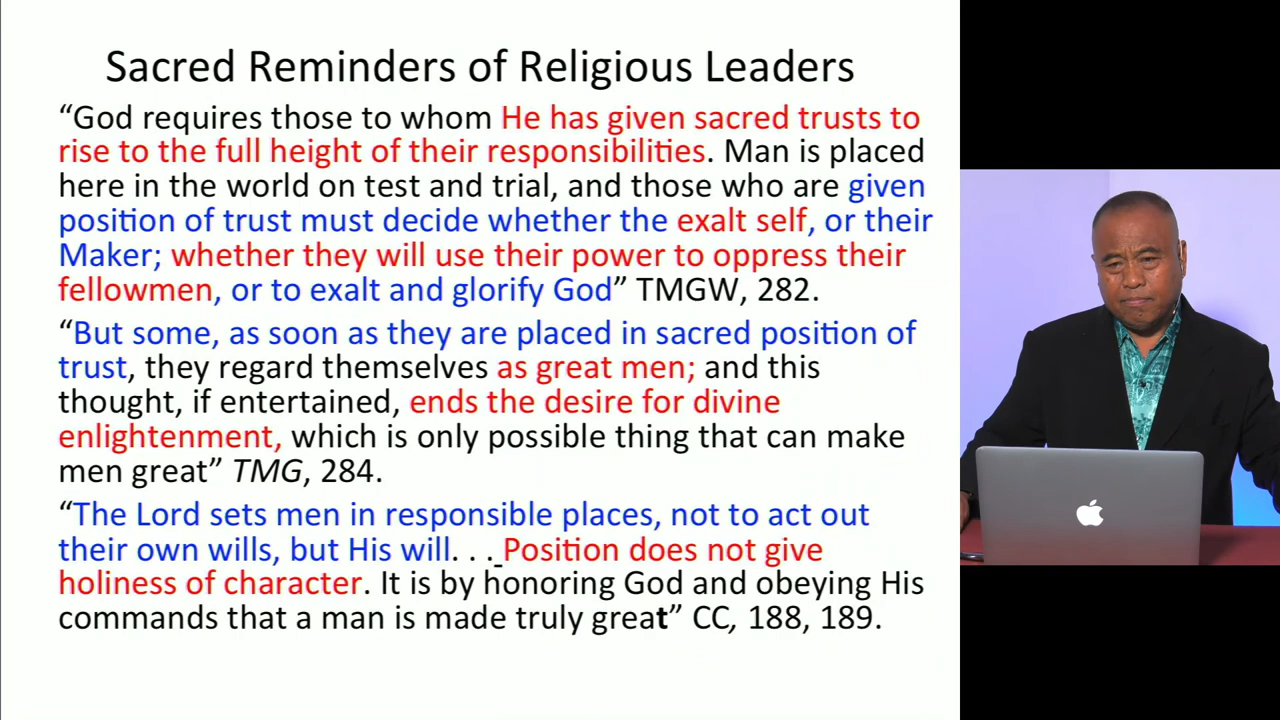 Sacred Reminders of Religious Leaders
“God requires those to whom He has given sacred trusts to
rise to the full height of their responsibilities. Man is placed
here in the world on test and trial, and those who are given
position of trust must decide whether the exalt self, or their
Maker; whether they will use their power to oppress their
fellowmen, or to exalt and glorify God” TMGW, 282.
“But some, as soon as they are placed in sacred position of
trust, they regard themselves as great men; and this
thought, if entertained, ends the desire for divine
enlightenment, which is only possible thing that can make
men great” TMG, 284.
“The Lord sets men in responsible places, not to act out
their own wills, but His will. . . Position does not give
holiness of character. It is by honoring God and obeying His
commands that a man is made truly great” CC, 188, 189.